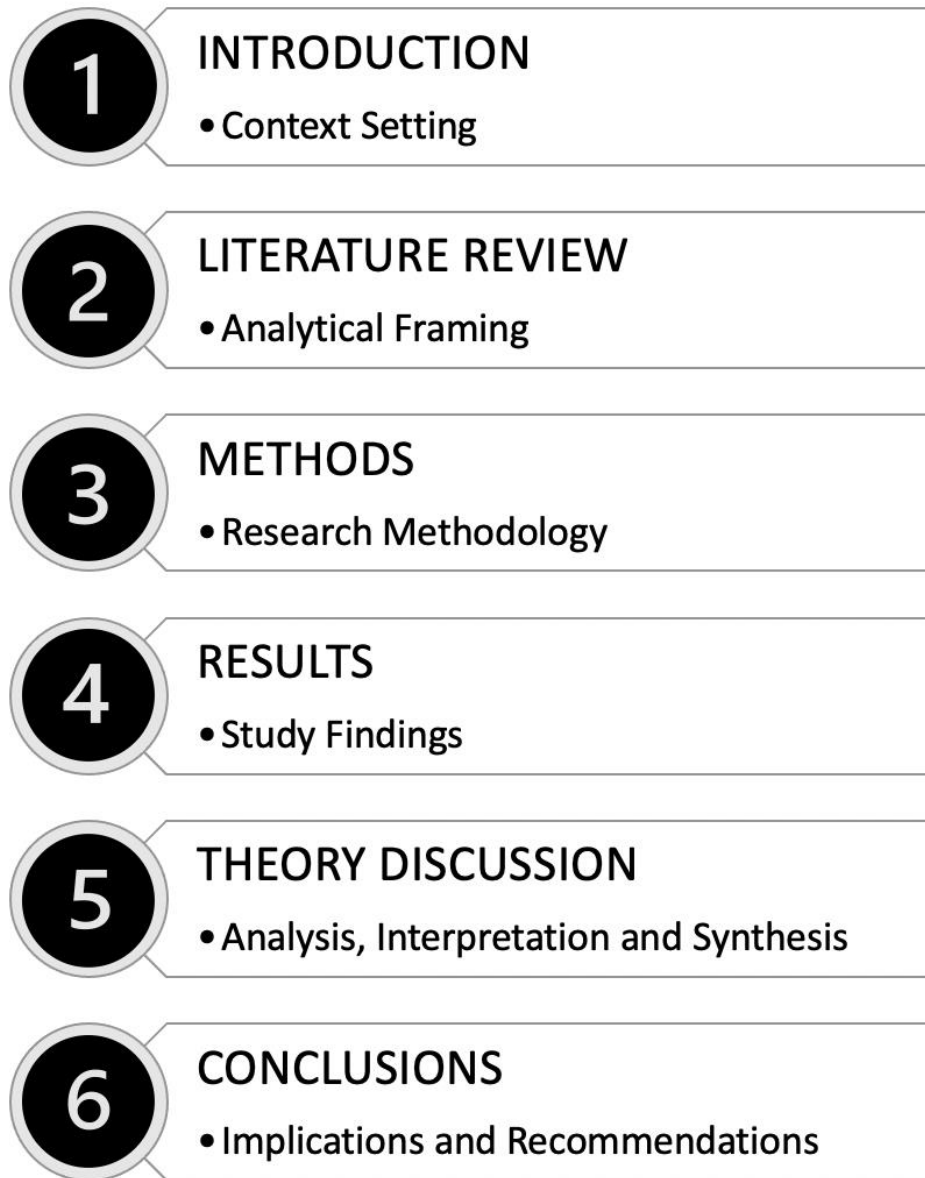 1
INTRODUCTION
•Context Setting
2
LITERATURE REVIEW
•Analytical Framing
3
METHODS
•Research Methodology
4
RESULTS
•Study Findings
5
THEORY DISCUSSION
•Analysis, Interpretation and Synthesis
6
CONCLUSIONS
•Implications and Recommendations